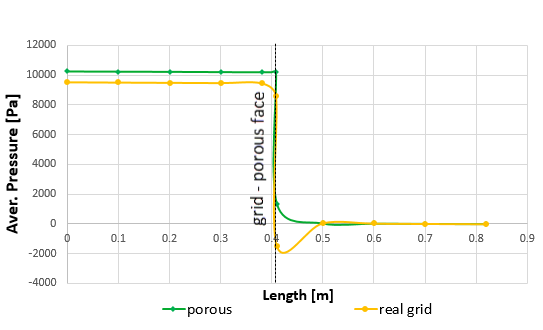 12000
10000
8000
6000
4000
2000
0
-2000
-4000
Aver. Pressure [Pa]
grid - porous face
0 0.1 0.2 0.3 0.4 0.5 0.6 0.7 0.8 0.9
Length [m]
porous real grid